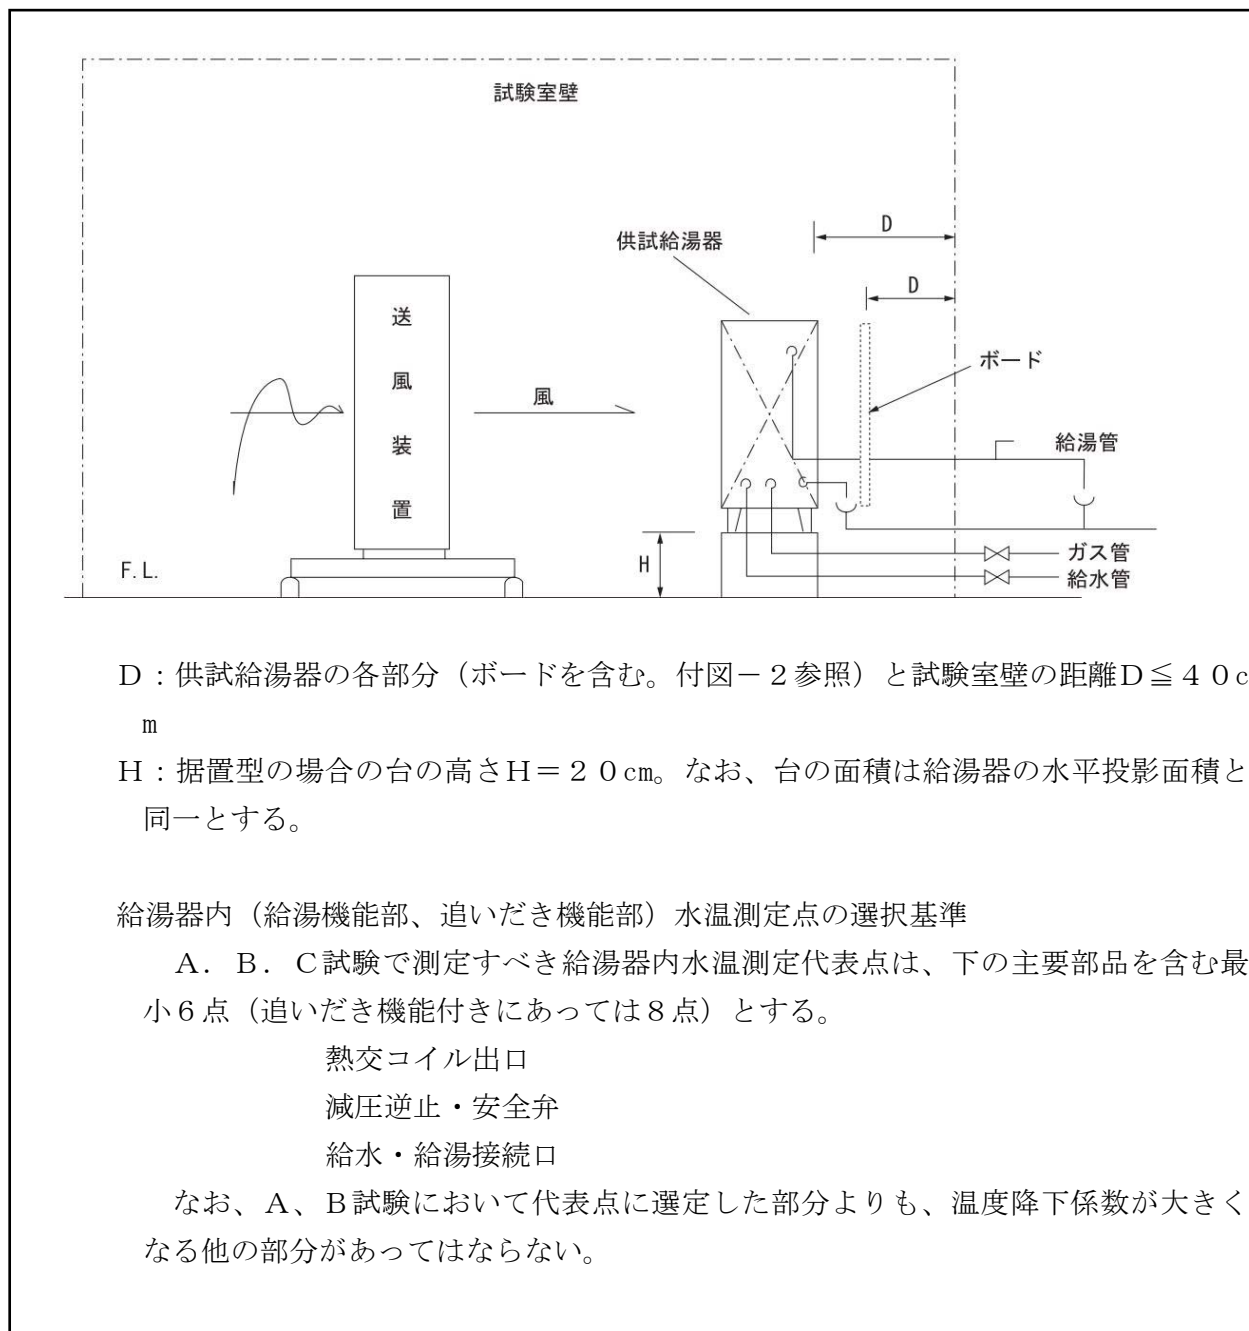 試験室壁
D
供試給湯器
D
送風装置
風
ボード
給湯管
H
ガス管
F.L.
給水管
D：供試給湯器の各部分（ボードを含む。付図－２参照）と試験室壁の距離D≦４０c
m
H：据置型の場合の台の高さH＝２０cm。なお、台の面積は給湯器の水平投影面積と
同一とする。
給湯器内（給湯機能部、追いだき機能部）水温測定点の選択基準
A．B．C試験で測定すべき給湯器内水温測定代表点は、下の主要部品を含む最
小６点（追いだき機能付きにあっては８点）とする。
熱交コイル出口
減圧逆止・安全弁
給水・給湯接続口
なお、A、B試験において代表点に選定した部分よりも、温度降下係数が大きく
なる他の部分があってはならない。